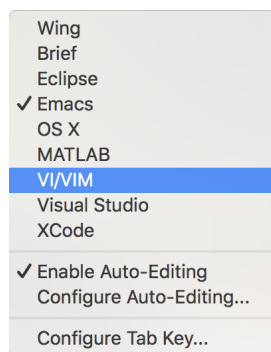 Wing
Brief
Eclipse
✓ Emacs
OS X
MATLAB
VI/VIM
Visual Studio
XCode
✓ Enable Auto-Editing
Configure Auto-Editing...
Configure Tab Key...